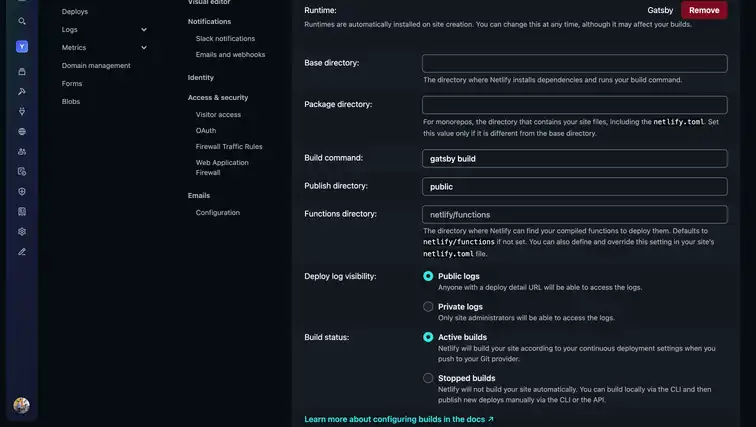 Deploys
Logs
Metrics
Domain management
Forms
Blobs
Y
Visual editor
Notifications
Slack notifications
Emails and webhooks
Identity
Access & security
Visitor access
OAuth
Firewall Traffic Rules
Web Application
Firewall
Emails
Configuration
Runtime:
Gatsby
Remove
Runtimes are automatically installed on site creation. You can change this at any time, although it may affect your builds.
Base directory:
The directory where Netlify installs dependencies and runs your build command.
Package directory:
For monorepos, the directory that contains your site files, including the netlify.toml. Set
this value only if it is different from the base directory.
Build command:
gatsby build
Publish directory:
public
Functions directory:
netlify/functions
The directory where Netlify can find your compiled functions to deploy them. Defaults to
netlify/functions if not set. You can also define and override this setting in your site's
netlify.toml file.
Deploy log visibility:
Public logs
Anyone with a deploy detail URL will be able to access the logs.
Private logs
Only site administrators will be able to access the logs.
Build status:
Active builds
Netlify will build your site according to your continuous deployment settings when you
push to your Git provider.
Stopped builds
Netlify will not build your site automatically. You can build locally via the CLI and then
publish new deploys manually via the CLI or the API.
Learn more about configuring builds in the docs ↗